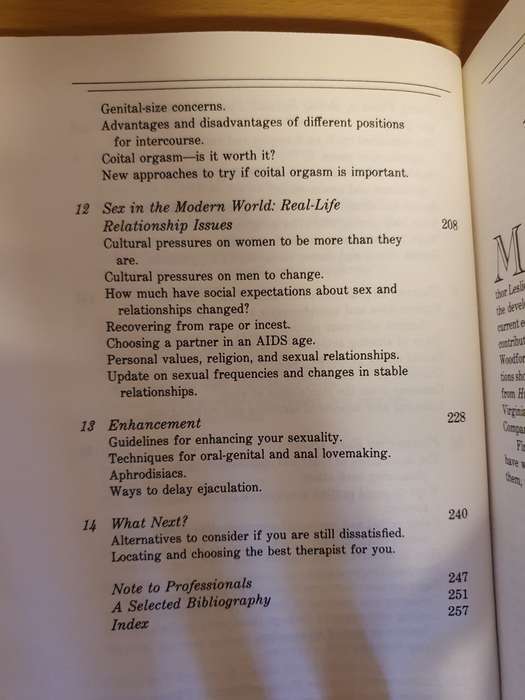 Genital-size concerns.
Advantages and disadvantages of different positions
for intercourse.
Coital orgasm—is it worth it?
New approaches to try if coital orgasm is important.
12 Sex in the Modern World: Real-Life
Relationship Issues 208
Cultural pressures on women to be more than they
are.
Cultural pressures on men to change.
How much have social expectations about sex and
relationships changed?
Recovering from rape or incest.
Choosing a partner in an AIDS age.
Personal values, religion, and sexual relationships.
Update on sexual frequencies and changes in stable
relationships.
13 Enhancement 228
Guidelines for enhancing your sexuality.
Techniques for oral-genital and anal lovemaking.
Aphrodisiacs.
Ways to delay ejaculation.
14 What Next? 240
Alternatives to consider if you are still dissatisfied.
Locating and choosing the best therapist for you.
Note to Professionals 247
A Selected Bibliography 251
Index 257
M
thor
the
current
from
have
them,